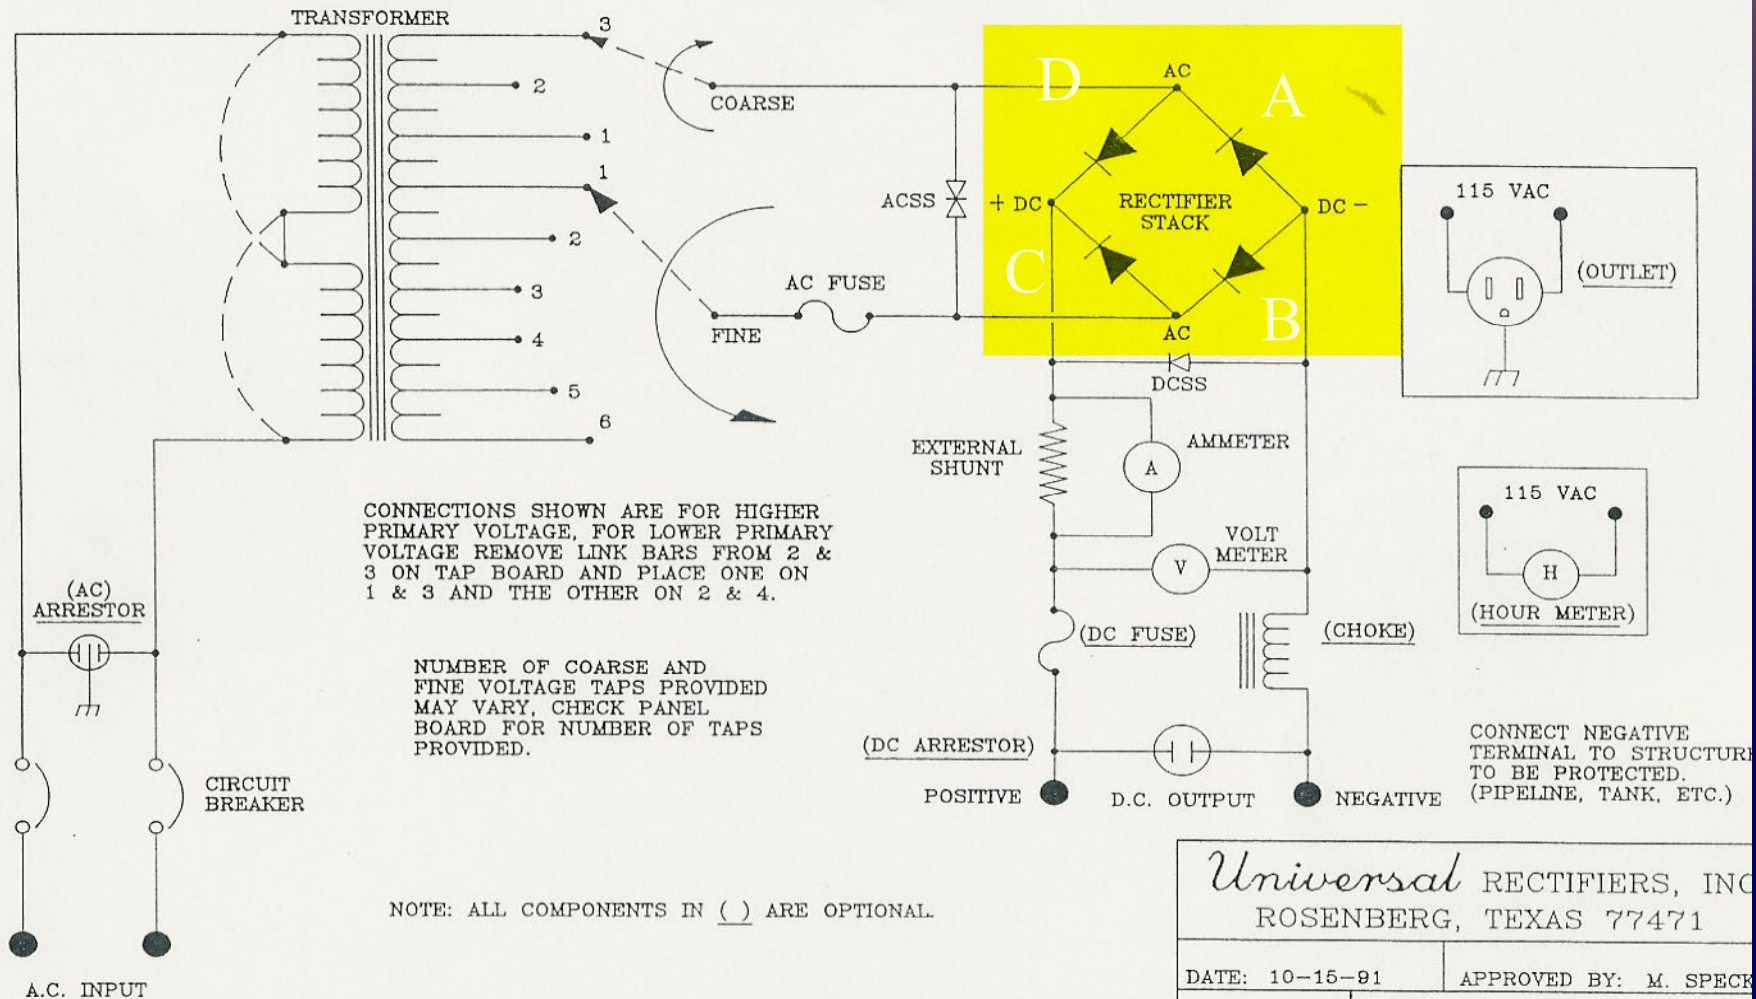 TRANSFORMER
3
2
1
1
2
3
4
5
6
COARSE
FINE
AC FUSE
ACSS
D
AC
A
+ DC
RECTIFIER
STACK
DC -
C
AC
B
DCSS
115 VAC
(OUTLET)
EXTERNAL
SHUNT
A
AMMETER
VOLT
METER
V
115 VAC
H
(HOUR METER)
CONNECTIONS SHOWN ARE FOR HIGHER
PRIMARY VOLTAGE, FOR LOWER PRIMARY
VOLTAGE REMOVE LINK BARS FROM 2 &
3 ON TAP BOARD AND PLACE ONE ON
1 & 3 AND THE OTHER ON 2 & 4.
(AC)
ARRESTOR
NUMBER OF COARSE AND
FINE VOLTAGE TAPS PROVIDED
MAY VARY, CHECK PANEL
BOARD FOR NUMBER OF TAPS
PROVIDED.
(DC FUSE)
(CHOKE)
(DC ARRESTOR)
CIRCUIT
BREAKER
POSITIVE
D.C. OUTPUT
NEGATIVE
CONNECT NEGATIVE
TERMINAL TO STRUCTURE
TO BE PROTECTED.
(PIPELINE, TANK, ETC.)
NOTE: ALL COMPONENTS IN ( ) ARE OPTIONAL.
A.C. INPUT
Universal RECTIFIERS, INC
ROSENBERG, TEXAS 77471
DATE: 10-15-91
APPROVED BY: M. SPECK